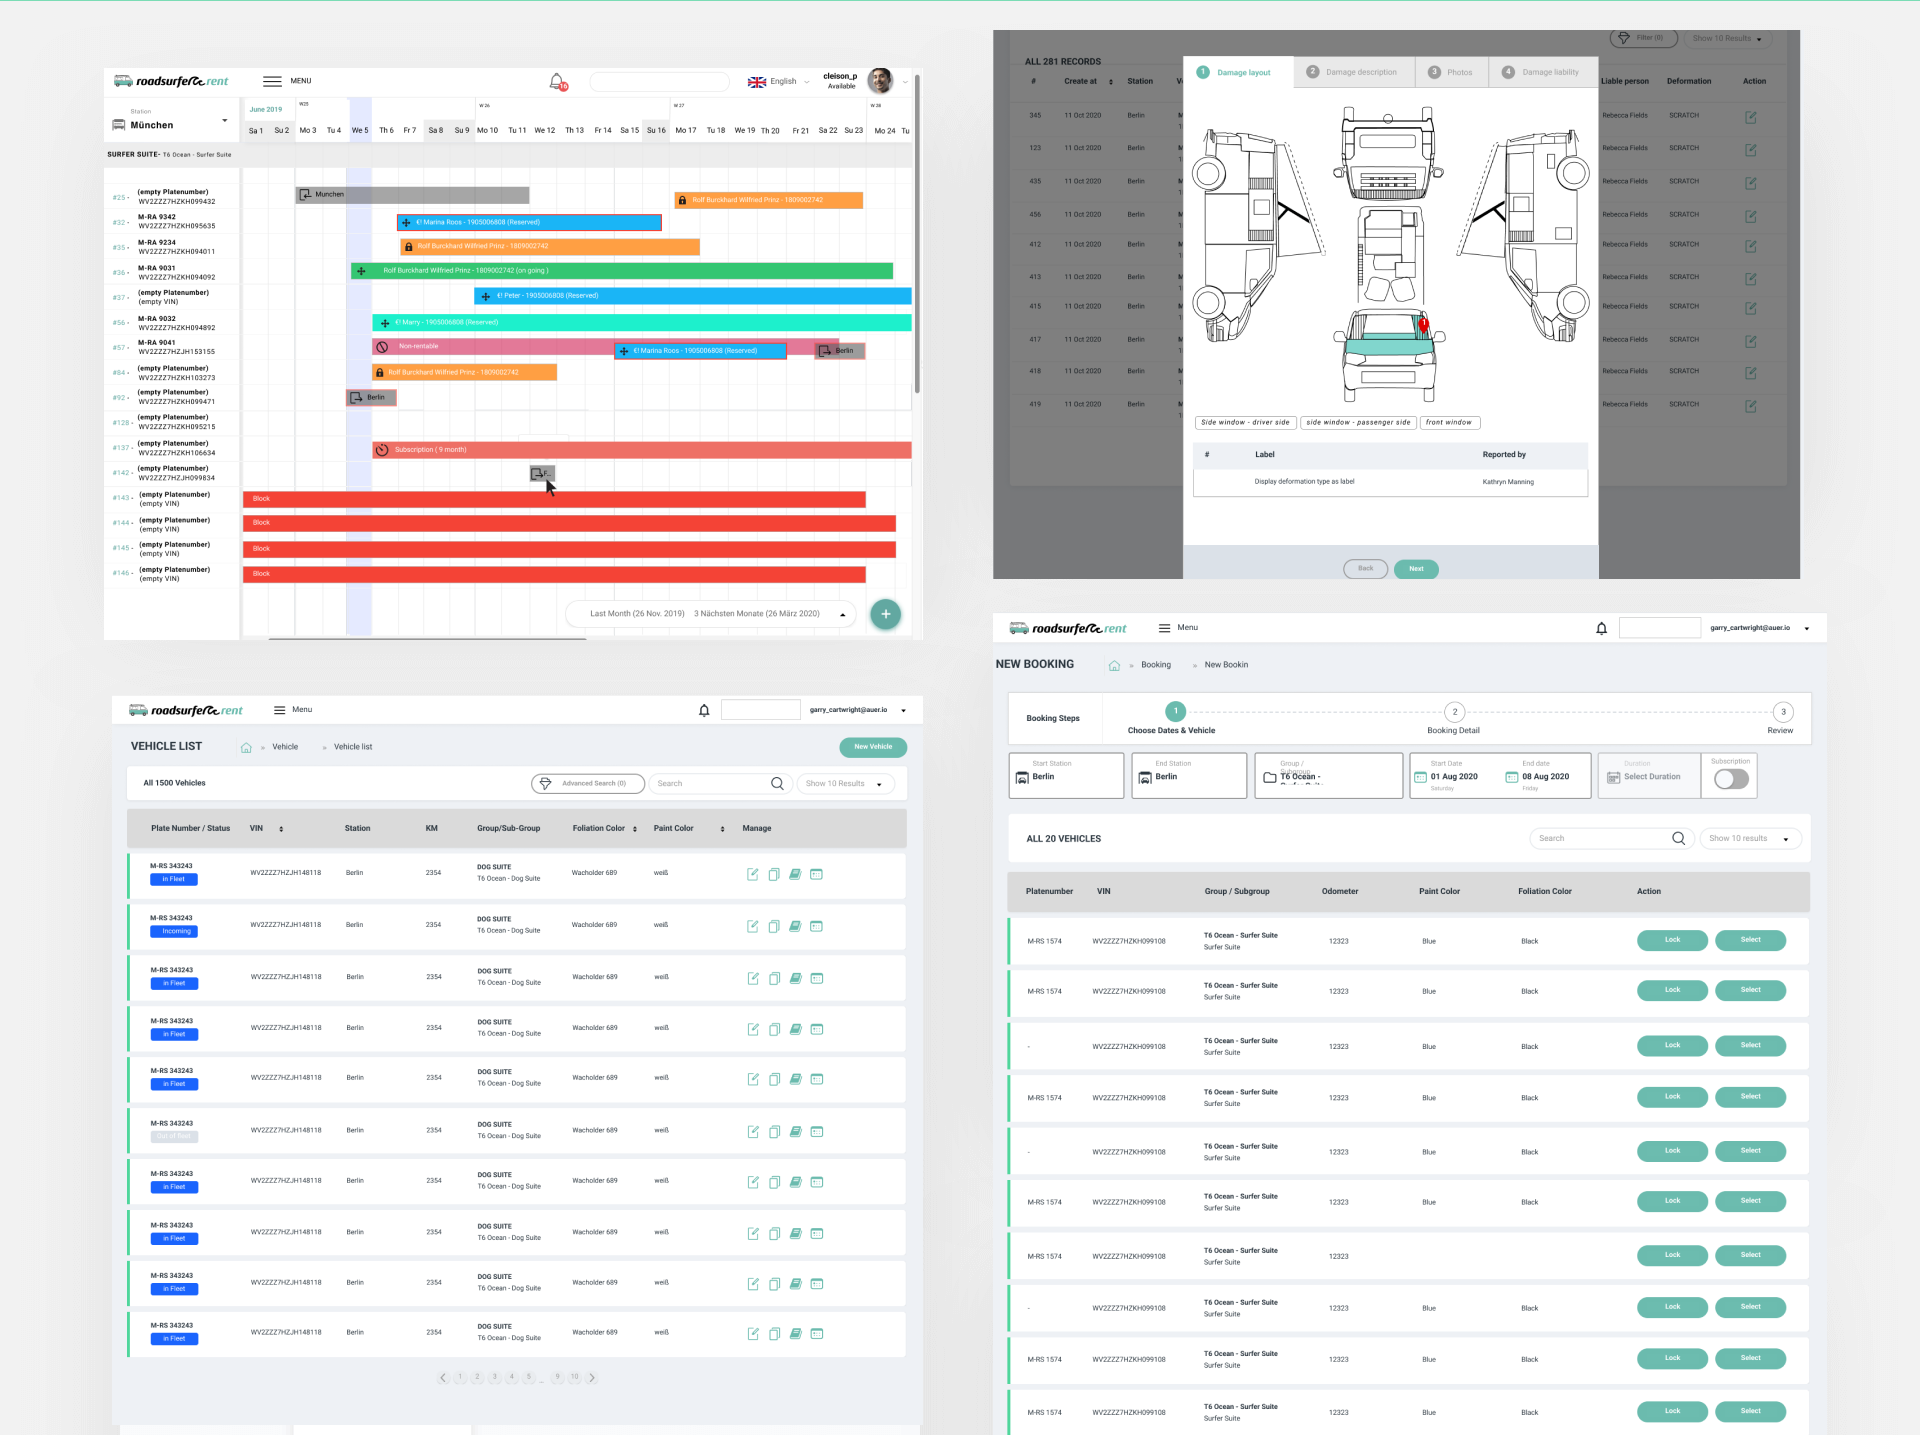 roadsurfer rent
MENU
16
English
cleison_p
Available
Station
München
June 2019
W25
W 26
W 27
W 28
Sa 1 Su 2 Mo 3 Tu 4 We 5 Th 6 Fr 7 Sa 8 Su 9 Mo 10 Tu 11 We 12 Th 13 Fr 14 Sa 15 Su 16 Mo 17 Tu 18 We 19 Th 20 Fr 21 Sa 22 Su 23 Mo 24 Tu
SURFER SUITE- T6 Ocean - Surfer Suite
#25 - (empty Platenumber)
WV2ZZZ7HZKH099432
Munchen
Rolf Burckhard Wilfried Prinz - 1809002742
#32 - M-RA 9342
WV2ZZZ7HZKH095635
Marina Roos - 1905006808 (Reserved)
#35 - M-RA 9234
WV2ZZZ7HZKH094011
Rolf Burckhard Wilfried Prinz - 1809002742
#36 - M-RA 9031
WV2ZZZ7HZKH094092
Rolf Burckhard Wilfried Prinz - 1809002742 (on going )
#37 - (empty Platenumber)
(empty VIN)
Peter - 1905006808 (Reserved)
#56 - M-RA 9032
WV2ZZZ7HZKH094892
Marry - 1905006808 (Reserved)
#57 - M-RA 9041
WV2ZZZ7HZJH153155
Non-rentable
Marina Roos - 1905006808 (Reserved)
Berlin
#84 - (empty Platenumber)
WV2ZZZ7HZKH103273
Rolf Burckhard Wilfried Prinz - 1809002742
#92 - (empty Platenumber)
WV2ZZZ7HZKH099471
Berlin
#128 - (empty Platenumber)
WV2ZZZ7HZKH095215
#137 - (empty Platenumber)
WV2ZZZ7HZKH106634
Subscription ( 9 month)
#142 - (empty Platenumber)
WV2ZZZ7HZJH099834
F..
#143 - (empty Platenumber)
(empty VIN)
Block
#144 - (empty Platenumber)
(empty VIN)
Block
#145 - (empty Platenumber)
(empty VIN)
Block
#146 - (empty Platenumber)
(empty VIN)
Block
Last Month (26 Nov. 2019) 3 Nächsten Monate (26 März 2020)
+
Filter (0)
Show 10 Results
ALL 281 RECORDS
# Create at Station Liable person Deformation Action
345 11 Oct 2020 Berlin Rebecca Fields SCRATCH
123 11 Oct 2020 Berlin Rebecca Fields SCRATCH
435 11 Oct 2020 Berlin Rebecca Fields SCRATCH
456 11 Oct 2020 Berlin Rebecca Fields SCRATCH
412 11 Oct 2020 Berlin Rebecca Fields SCRATCH
413 11 Oct 2020 Berlin Rebecca Fields SCRATCH
415 11 Oct 2020 Berlin Rebecca Fields SCRATCH
417 11 Oct 2020 Berlin Rebecca Fields SCRATCH
418 11 Oct 2020 Berlin Rebecca Fields SCRATCH
419 11 Oct 2020 Berlin Rebecca Fields SCRATCH
1 Damage layout
2 Damage description
3 Photos
4 Damage liability
1
Side window - driver side
side window - passenger side
front window
# Label Reported by
Display deformation type as label Kathryn Manning
Back
Next
roadsurfer rent
Menu
garry_cartwright@auer.io
VEHICLE LIST
» Vehicle » Vehicle list
New Vehicle
All 1500 Vehicles
Advanced Search (0)
Search
Show 10 Results
Plate Number / Status VIN Station KM Group/Sub-Group Foliation Color Paint Color Manage
M-RS 343243
in Fleet
WV2ZZZ7HZJH148118 Berlin 2354
DOG SUITE
T6 Ocean - Dog Suite
Wacholder 689 weiß
M-RS 343243
Incoming
WV2ZZZ7HZJH148118 Berlin 2354
DOG SUITE
T6 Ocean - Dog Suite
Wacholder 689 weiß
M-RS 343243
in Fleet
WV2ZZZ7HZJH148118 Berlin 2354
DOG SUITE
T6 Ocean - Dog Suite
Wacholder 689 weiß
M-RS 343243
in Fleet
WV2ZZZ7HZJH148118 Berlin 2354
DOG SUITE
T6 Ocean - Dog Suite
Wacholder 689 weiß
M-RS 343243
in Fleet
WV2ZZZ7HZJH148118 Berlin 2354
DOG SUITE
T6 Ocean - Dog Suite
Wacholder 689 weiß
M-RS 343243
WV2ZZZ7HZJH148118 Berlin 2354
DOG SUITE
T6 Ocean - Dog Suite
Wacholder 689 weiß
M-RS 343243
in Fleet
WV2ZZZ7HZJH148118 Berlin 2354
DOG SUITE
T6 Ocean - Dog Suite
Wacholder 689 weiß
M-RS 343243
in Fleet
WV2ZZZ7HZJH148118 Berlin 2354
DOG SUITE
T6 Ocean - Dog Suite
Wacholder 689 weiß
M-RS 343243
in Fleet
WV2ZZZ7HZJH148118 Berlin 2354
DOG SUITE
T6 Ocean - Dog Suite
Wacholder 689 weiß
M-RS 343243
in Fleet
WV2ZZZ7HZJH148118 Berlin 2354
DOG SUITE
T6 Ocean - Dog Suite
Wacholder 689 weiß
1 2 3 4 5 ... 9 10
roadsurfer rent
Menu
garry_cartwright@auer.io
NEW BOOKING
» Booking » New Bookin
Booking Steps
1
Choose Dates & Vehicle
2
Booking Detail
3
Review
Start Station
Berlin
End Station
Berlin
Group /
T6 Ocean -
Start Date
01 Aug 2020
Saturday
End date
08 Aug 2020
Friday
Duration
Select Duration
Subscription
ALL 20 VEHICLES
Search
Show 10 results
Platenumber VIN Group / Subgroup Odometer Paint Color Foliation Color Action
M-RS 1574 WV2ZZZ7HZKH099108
T6 Ocean - Surfer Suite
Surfer Suite
12323 Blue Black Lock Select
M-RS 1574 WV2ZZZ7HZKH099108
T6 Ocean - Surfer Suite
Surfer Suite
12323 Blue Black Lock Select
- WV2ZZZ7HZKH099108
T6 Ocean - Surfer Suite
Surfer Suite
12323 Blue Black Lock Select
M-RS 1574 WV2ZZZ7HZKH099108
T6 Ocean - Surfer Suite
Surfer Suite
12323 Blue Black Lock Select
- WV2ZZZ7HZKH099108
T6 Ocean - Surfer Suite
Surfer Suite
12323 Blue Black Lock Select
M-RS 1574 WV2ZZZ7HZKH099108
T6 Ocean - Surfer Suite
Surfer Suite
12323 Blue Black Lock Select
M-RS 1574 WV2ZZZ7HZKH099108
T6 Ocean - Surfer Suite
Surfer Suite
12323 Lock Select
- WV2ZZZ7HZKH099108
T6 Ocean - Surfer Suite
Surfer Suite
12323 Blue Black Lock Select
M-RS 1574 WV2ZZZ7HZKH099108
T6 Ocean - Surfer Suite
Surfer Suite
12323 Blue Black Lock Select
M-RS 1574 WV2ZZZ7HZKH099108
T6 Ocean - Surfer Suite
Surfer Suite
12323 Blue Black Lock Select